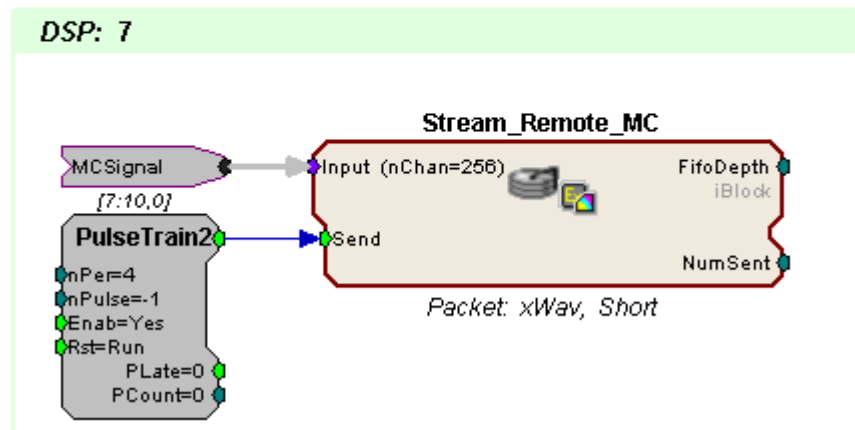 DSP: 7
Stream_Remote_MC
MCSignal
Input (nChan=256)
FifoDepth
iBlock
[7:10,0]
PulseTrain2
Send
nPer=4
NumSent
nPulse=-1
Enab=Yes
Packet: xWav, Short
Rst=Run
PLate=0
PCount=0